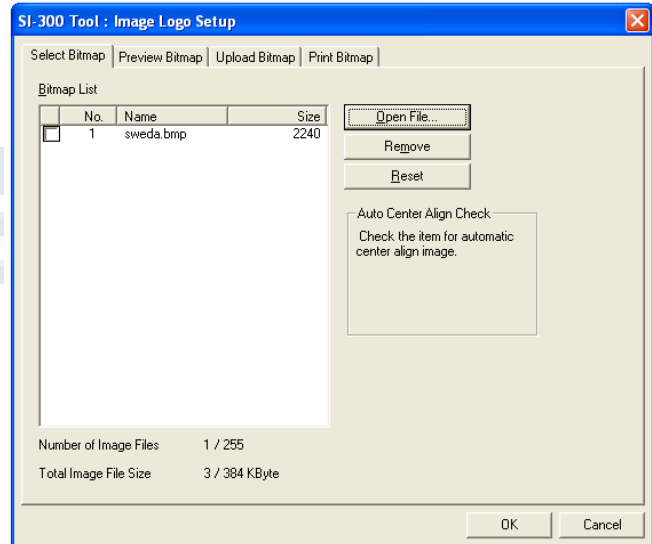 SI-300 Tool : Image Logo Setup
Select Bitmap Preview Bitmap Upload Bitmap Print Bitmap
Bitmap List
No. Name Size
1 sweda.bmp 2240
Open File...
Remove
Reset
Auto Center Align Check
Check the item for automatic
center align image.
Number of Image Files 1 / 255
Total Image File Size 3 / 384 KByte
OK Cancel